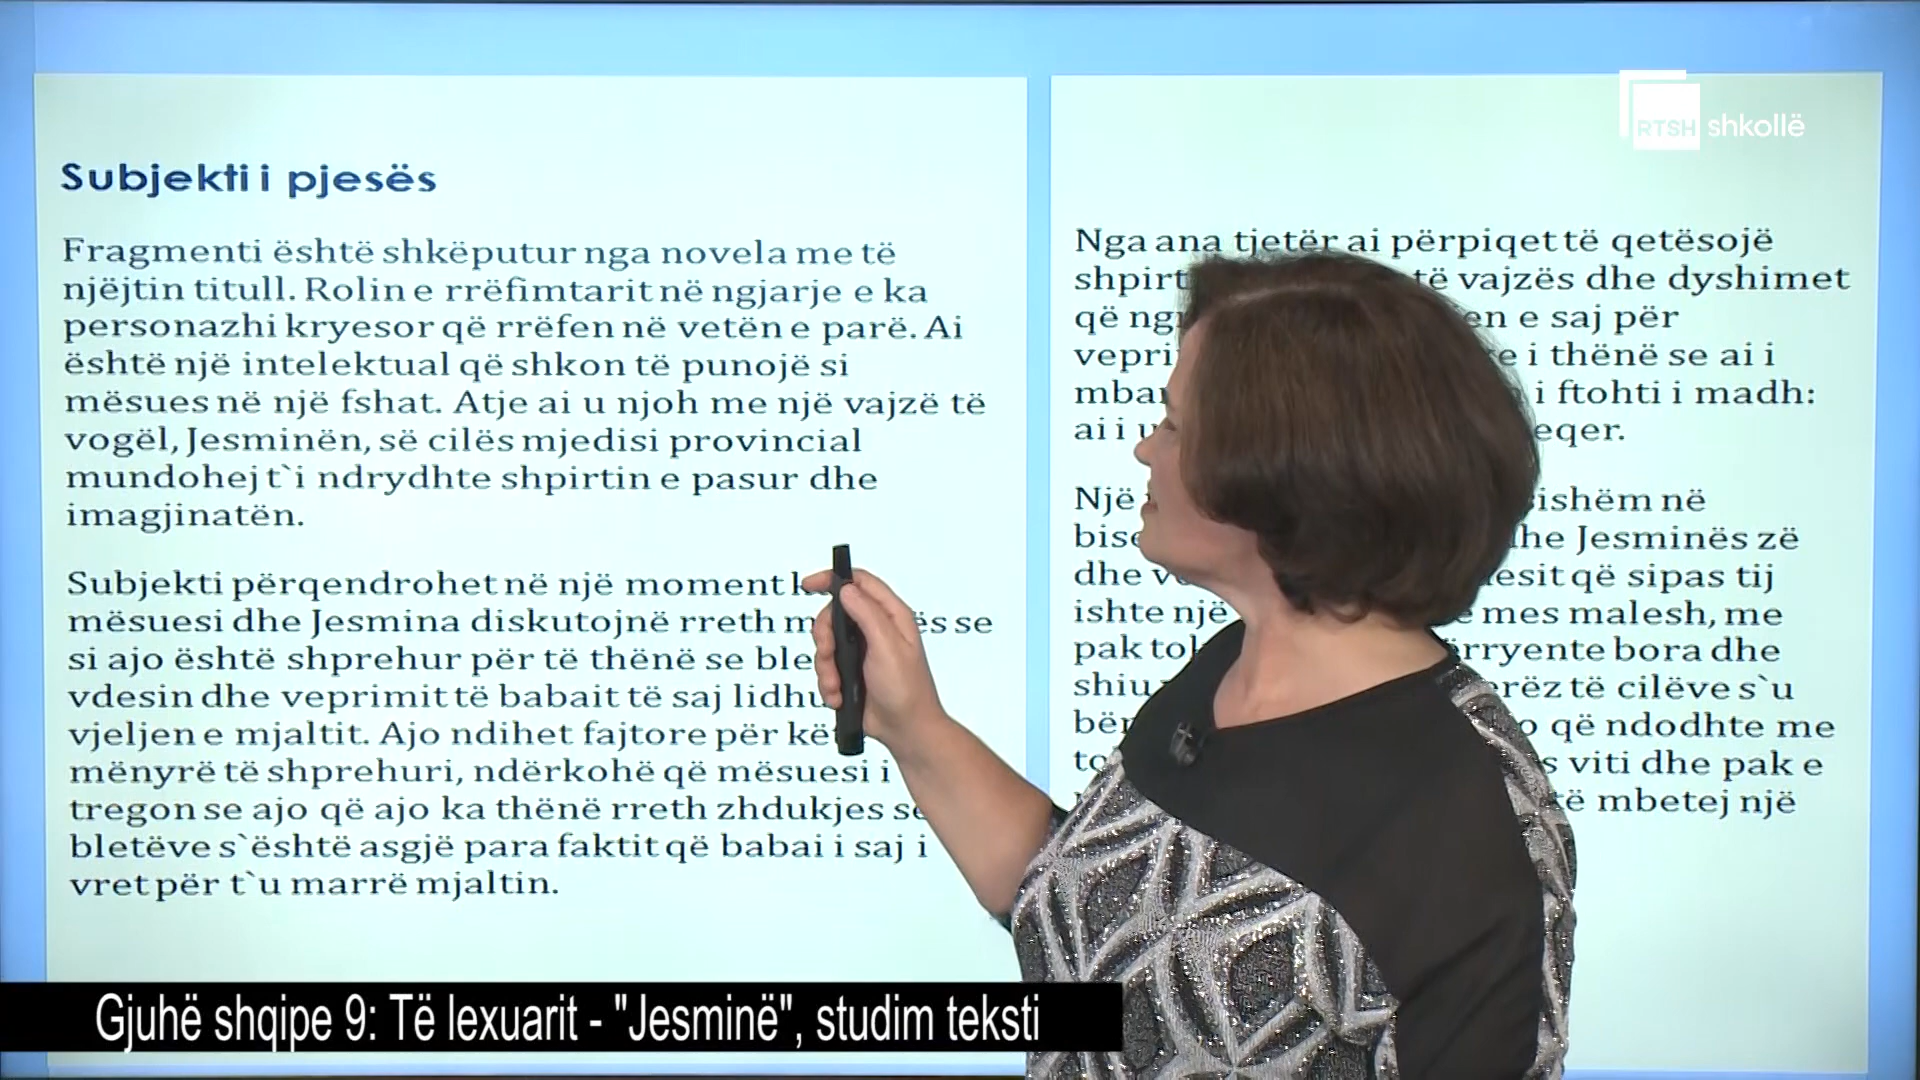 RTSH shkollë
Subjekti i pjesës
Fragmenti është shkëputur nga novela me të
njëjtin titull. Rolin e rrëfimtarit në ngjarje e ka
personazhi kryesor që rrëfen në vetën e parë. Ai
është një intelektual që shkon të punojë si
mësues në një fshat. Atje ai u njoh me një vajzë të
vogël, Jesminën, së cilës mjedisi provincial
mundohej t`i ndrydhte shpirtin e pasur dhe
imagjinatën.
Subjekti përqendrohet në një moment
mësuesi dhe Jesmina diskutojnë rreth se
si ajo është shprehur për të thënë se
vdesin dhe veprimit të babait të saj
vjeljen e mjaltit. Ajo ndihet fajtore për
mënyrë të shprehuri, ndërkohë që mësuesi i
tregon se ajo që ajo ka thënë rreth zhdukjes se
bletëve s`është asgjë para faktit që babai i saj i
vret për t`u marrë mjaltin.
Nga ana tjetër ai përpiqet të qetësojë
të vajzës dhe dyshimet
që e saj për
i thënë se ai i
i ftohti i madh:
ai i
Një në
dhe Jesminës zë
dhe që sipas tij
ishte një mes malesh, me
pak bora dhe
shiu të cilëve s`u
që ndodhte me
viti dhe pak e
të mbetej një
Gjuhë shqipe 9: Të lexuarit - "Jesminë", studim teksti